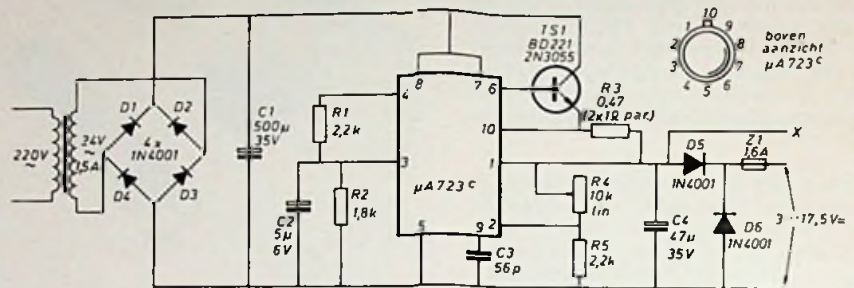 220V
~
24V
~
1,5A
D1
D2
4x
1N4001
D4
D3
C1
500µ
35V
R1
2,2k
C2
5µ
6V
R2
1,8k
8
7
4
6
10
3
1
2
5
9
µA723 c
C3
56p
TS1
BD221
2N3055
R3
0,47
(2x1Ω par.)
R4
10k
lin
R5
2,2k
C4
47µ
35V
D5
1N4001
D6
1N4001
Z1
1,6A
X
3 - 17,5V=
10
1
9
2
8
3
7
4
5
6
boven
aanzicht
µA723 c